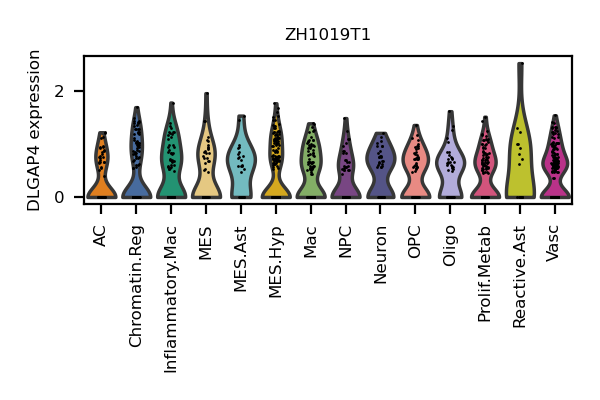 ZH1019T1
DLGAP4 expression
2
0
AC
Chromatin.Reg
Inflammatory.Mac
MES
MES.Ast
MES.Hyp
Mac
NPC
Neuron
OPC
Oligo
Prolif.Metab
Reactive.Ast
Vasc